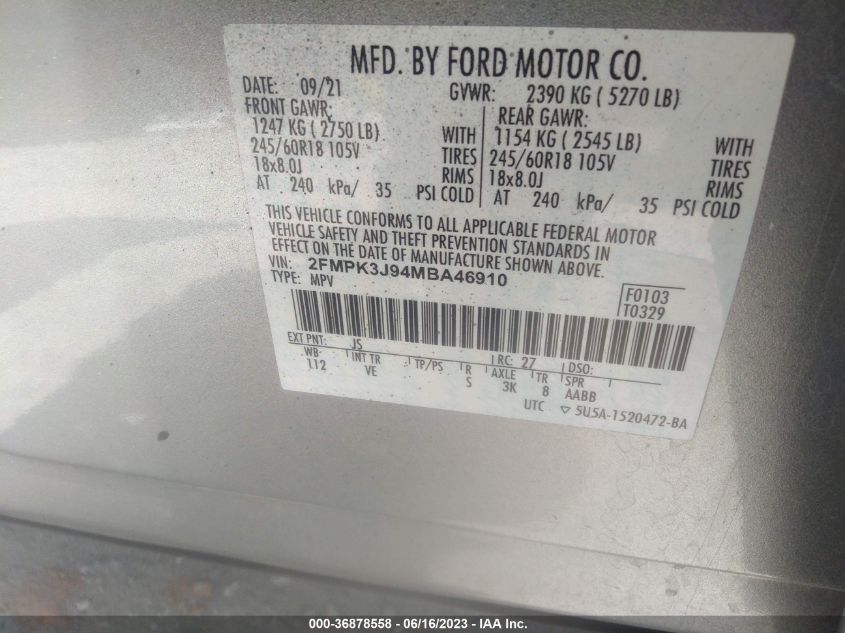 MFD. BY FORD MOTOR CO.
DATE: 09/21 GVWR: 2390 KG ( 5270 LB)
FRONT GAWR: REAR GAWR:
1247 KG ( 2750 LB) WITH 1154 KG ( 2545 LB) WITH
245/60R18 105V TIRES 245/60R18 105V TIRES
18x8.0J RIMS 18x8.0J RIMS
AT 240 kPa/ 35 PSI COLD AT 240 kPa/ 35 PSI COLD
THIS VEHICLE CONFORMS TO ALL APPLICABLE FEDERAL MOTOR
VEHICLE SAFETY AND THEFT PREVENTION STANDARDS IN
EFFECT ON THE DATE OF MANUFACTURE SHOWN ABOVE.
VIN: 2FMPK3J94MBA46910
TYPE: MPV
F0103
T0329
EXT PNT: JS RC: 27 DSO:
WB INT TR TP/PS R AXLE TR SPR
112 VE S 3K 8 AABB
UTC ▽ 5U5A-1520472-BA
000-36878558 - 06/16/2023 - IAA Inc.